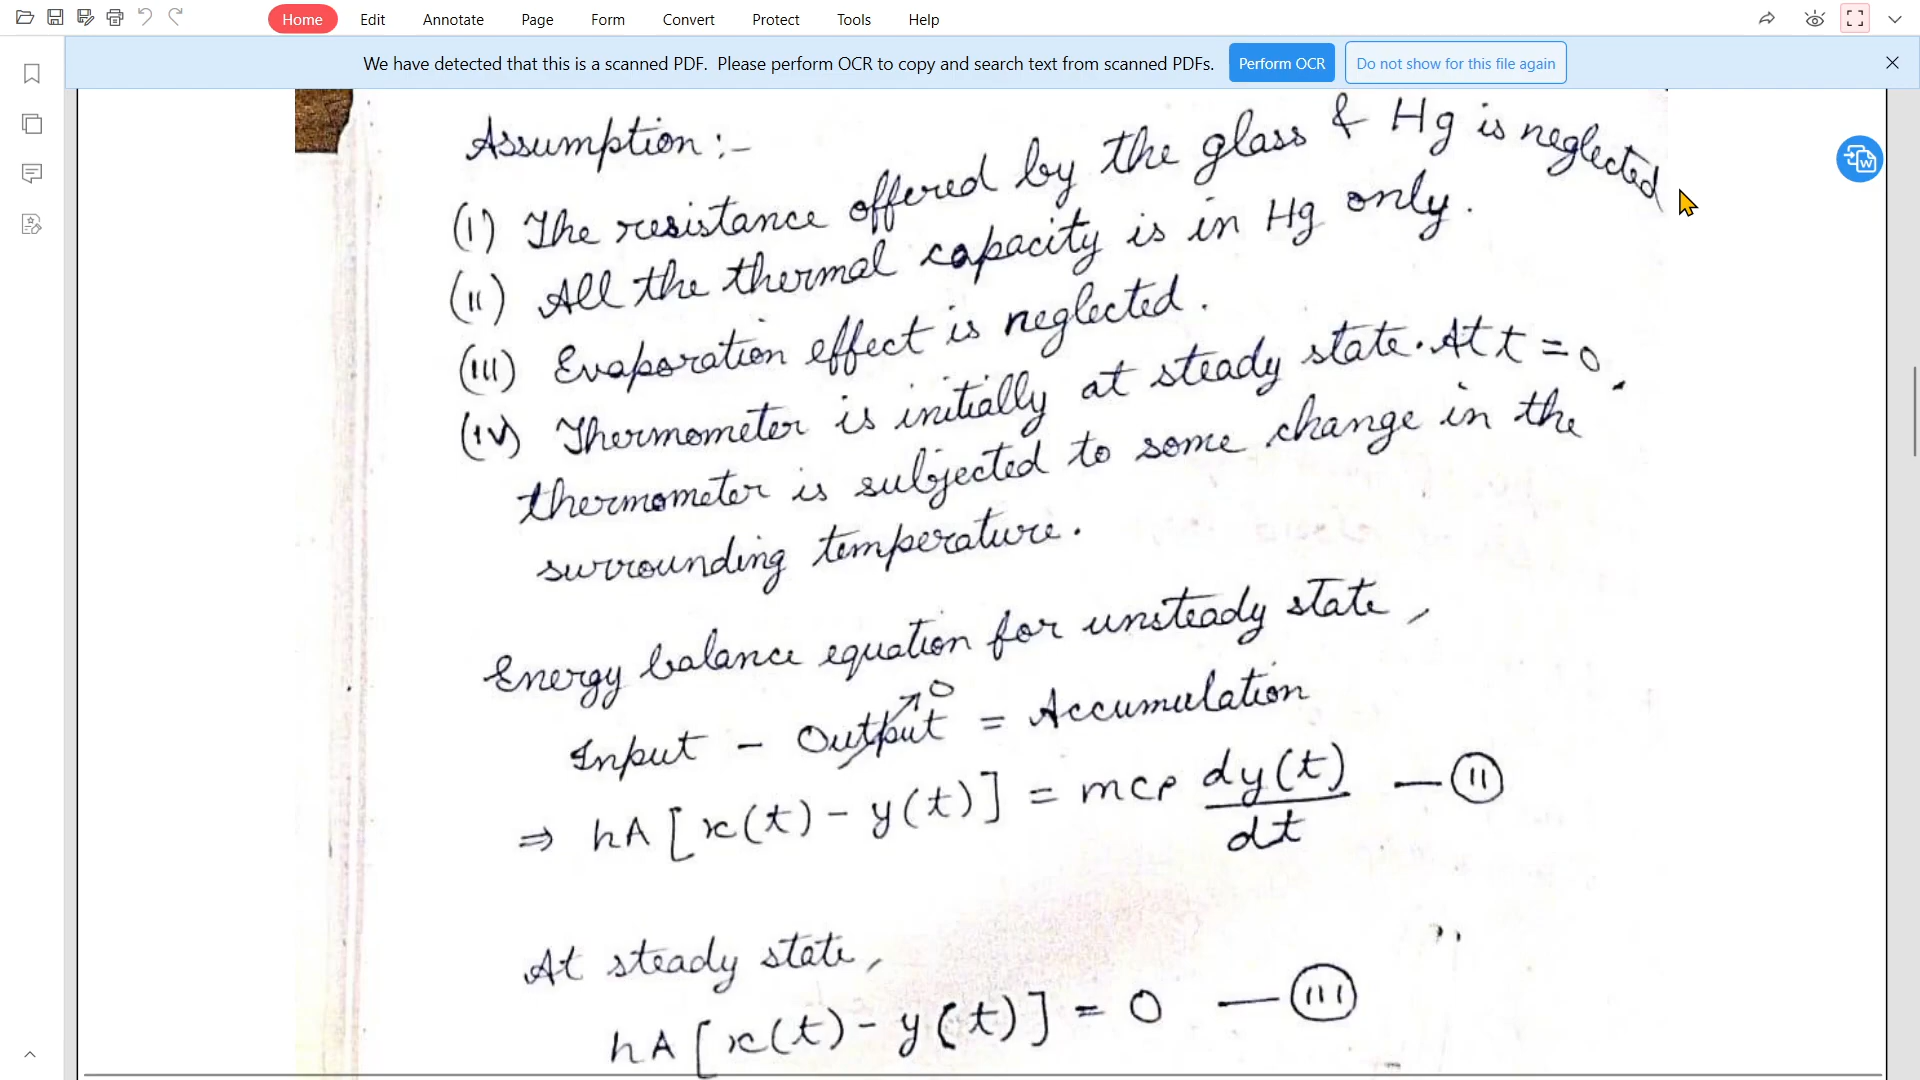 Home Edit Annotate Page Form Convert Protect Tools Help
We have detected that this is a scanned PDF. Please perform OCR to copy and search text from scanned PDFs. Perform OCR Do not show for this file again
Assumption :-
(I) The resistance offered by the glass & Hg is neglected
(II) All the thermal capacity is in Hg only.
(III) Evaporation effect is neglected.
(IV) Thermometer is initially at steady state. At t = 0,
thermometer is subjected to some change in the
surrounding temperature.
Energy balance equation for unsteady state,
Input - Output ↗ 0 = Accumulation
⇒ hA [x(t) - y(t)] = mCp dy(t)/dt — (II)
At steady state,
hA [x(t) - y(t)] = 0 — (III)